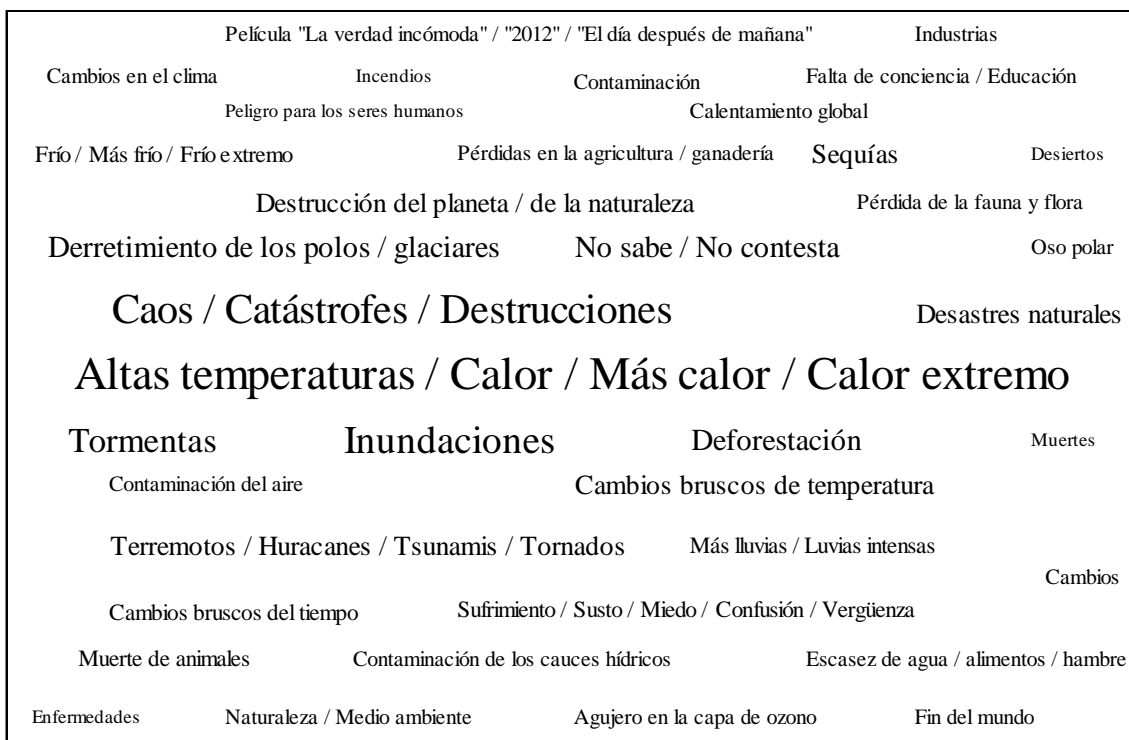 Película "La verdad incómoda" / "2012" / "El día después de mañana" Industrias
Cambios en el clima Incendios Contaminación Falta de conciencia / Educación
Peligro para los seres humanos Calentamiento global
Frío / Más frío / Frío extremo Pérdidas en la agricultura / ganadería Sequías Desiertos
Destrucción del planeta / de la naturaleza Pérdida de la fauna y flora
Derretimiento de los polos / glaciares No sabe / No contesta Oso polar
Caos / Catástrofes / Destrucciones Desastres naturales
Altas temperaturas / Calor / Más calor / Calor extremo
Tormentas Inundaciones Deforestación Muertes
Contaminación del aire Cambios bruscos de temperatura
Terremotos / Huracanes / Tsunamis / Tornados Más lluvias / Luvias intensas
Cambios
Cambios bruscos del tiempo Sufrimiento / Susto / Miedo / Confusión / Vergüenza
Muerte de animales Contaminación de los cauces hídricos Escasez de agua / alimentos / hambre
Enfermedades Naturaleza / Medio ambiente Agujero en la capa de ozono Fin del mundo